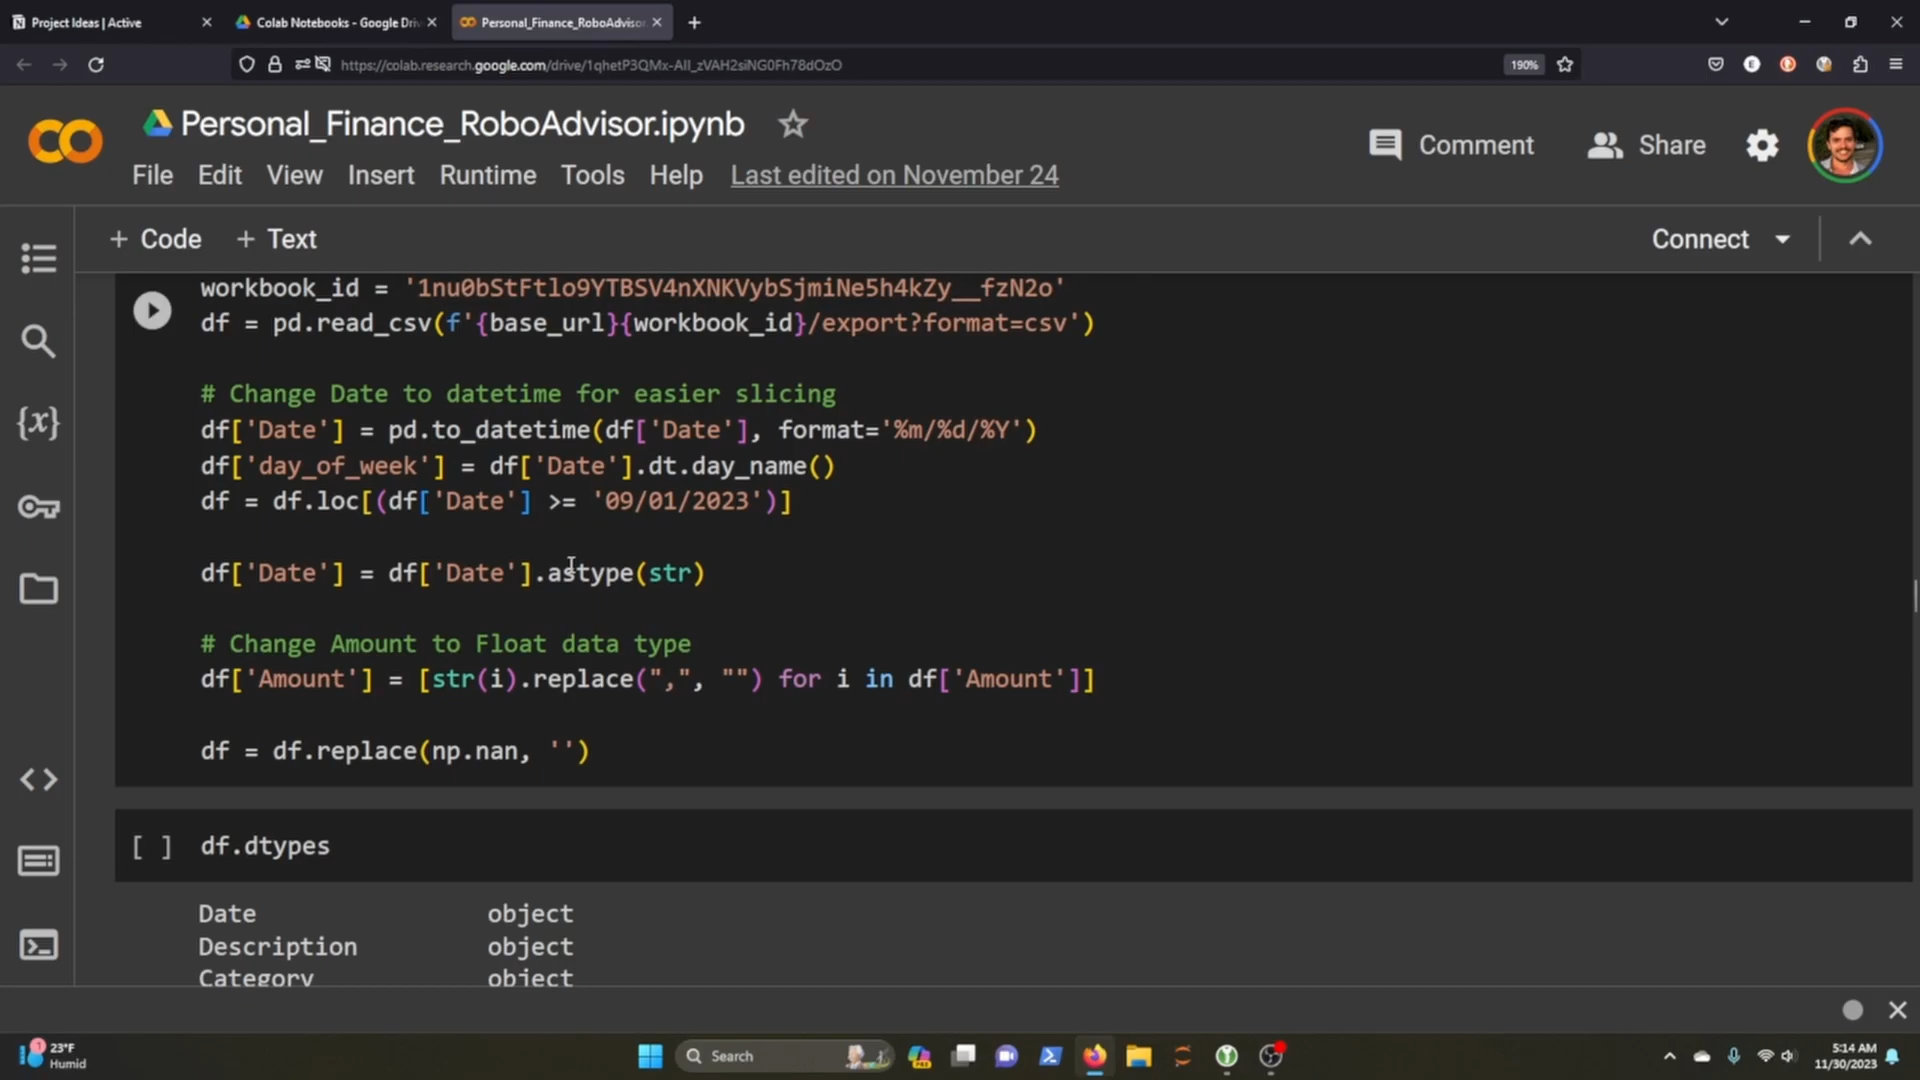 Project Ideas | Active
Colab Notebooks - Google Driv
Personal_Finance_RoboAdvisor.
https://colab.research.google.com/drive/1qhetP3QMx-AlI_zVAH2siNG0Fh78dOzO
190%
Personal_Finance_RoboAdvisor.ipynb
Comment
Share
File Edit View Insert Runtime Tools Help Last edited on November 24
+ Code + Text
Connect
workbook_id = '1nu0bStFtlo9YTBSV4nXNKVybSjmiNe5h4kZy__fzN2o'
df = pd.read_csv(f'{base_url}{workbook_id}/export?format=csv')
# Change Date to datetime for easier slicing
df['Date'] = pd.to_datetime(df['Date'], format='%m/%d/%Y')
df['day_of_week'] = df['Date'].dt.day_name()
df = df.loc[(df['Date'] >= '09/01/2023')]
df['Date'] = df['Date'].astype(str)
# Change Amount to Float data type
df['Amount'] = [str(i).replace(",", "") for i in df['Amount']]
df = df.replace(np.nan, '')
[ ] df.dtypes
Date object
Description object
Category object
{x}
1
23°F
Humid
Search
5:14 AM
11/30/2023